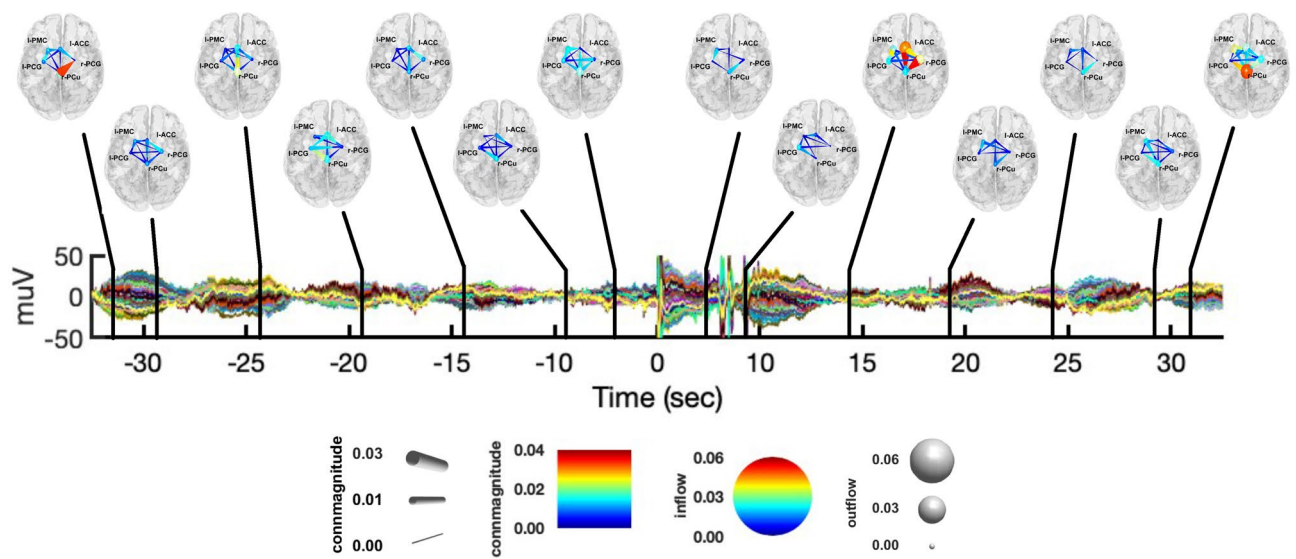 l-PMC l-ACC
l-PCG r-PCG
r-PCu
l-PMC l-ACC
l-PCG r-PCG
r-PCu
l-PMC l-ACC
l-PCG r-PCG
r-PCu
l-PMC l-ACC
l-PCG r-PCG
r-PCu
l-PMC l-ACC
l-PCG r-PCG
r-PCu
l-PMC l-ACC
l-PCG r-PCG
r-PCu
l-PMC l-ACC
l-PCG r-PCG
r-PCu
l-PMC l-ACC
l-PCG r-PCG
r-PCu
l-PMC l-ACC
l-PCG r-PCG
r-PCu
l-PMC l-ACC
l-PCG r-PCG
r-PCu
l-PMC l-ACC
l-PCG r-PCG
r-PCu
l-PMC l-ACC
l-PCG r-PCG
r-PCu
l-PMC l-ACC
l-PCG r-PCG
r-PCu
l-PMC l-ACC
l-PCG r-PCG
r-PCu
l-PMC l-ACC
l-PCG r-PCG
r-PCu
muV
50
0
-50
-30 -25 -20 -15 -10 -5 0 10 15 20 25 30
Time (sec)
connmagnitude
0.03
0.01
0.00
connmagnitude
0.04
0.02
0.00
inflow
0.06
0.03
0.00
outflow
0.06
0.03
0.00